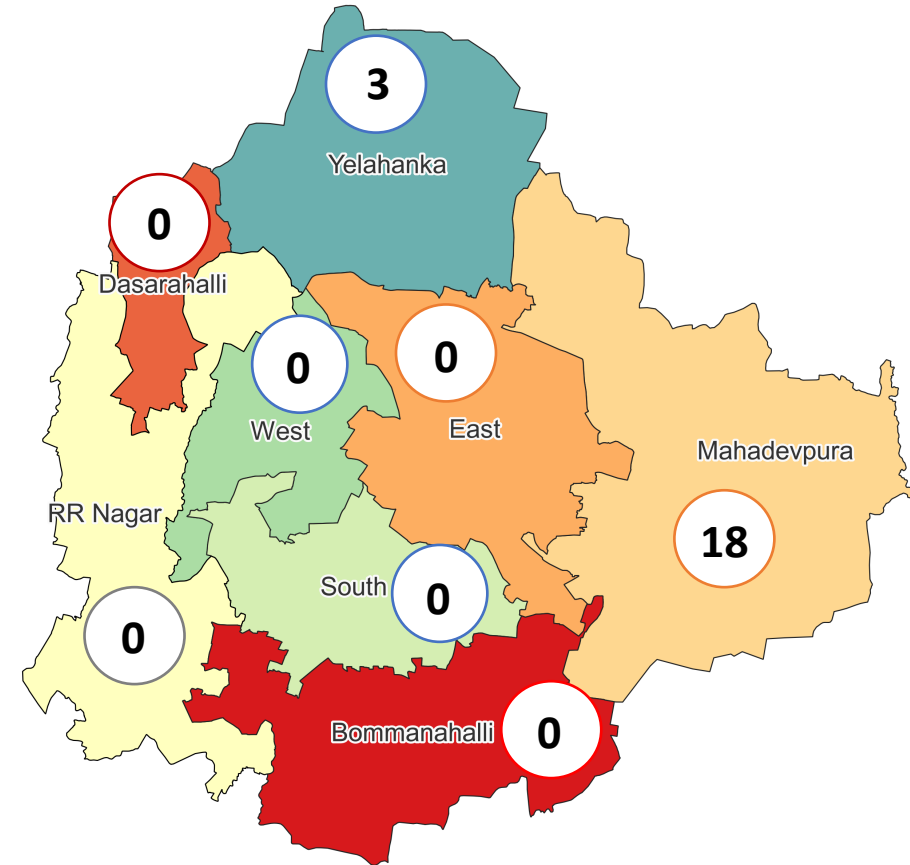 3
Yelahanka
0
Dasarahalli
0
West
0
East
Mahadevpura
18
RR Nagar
0
South
0
Bommanahalli
0